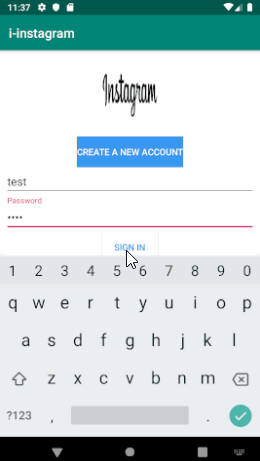 11:37
i-instagram
Instagram
CREATE A NEW ACCOUNT
test
Password
••••
SIGN IN
1 2 3 4 5 6 7 8 9 0
q w e r t y u i o p
a s d f g h j k l
z x c v b n m
?123 , .